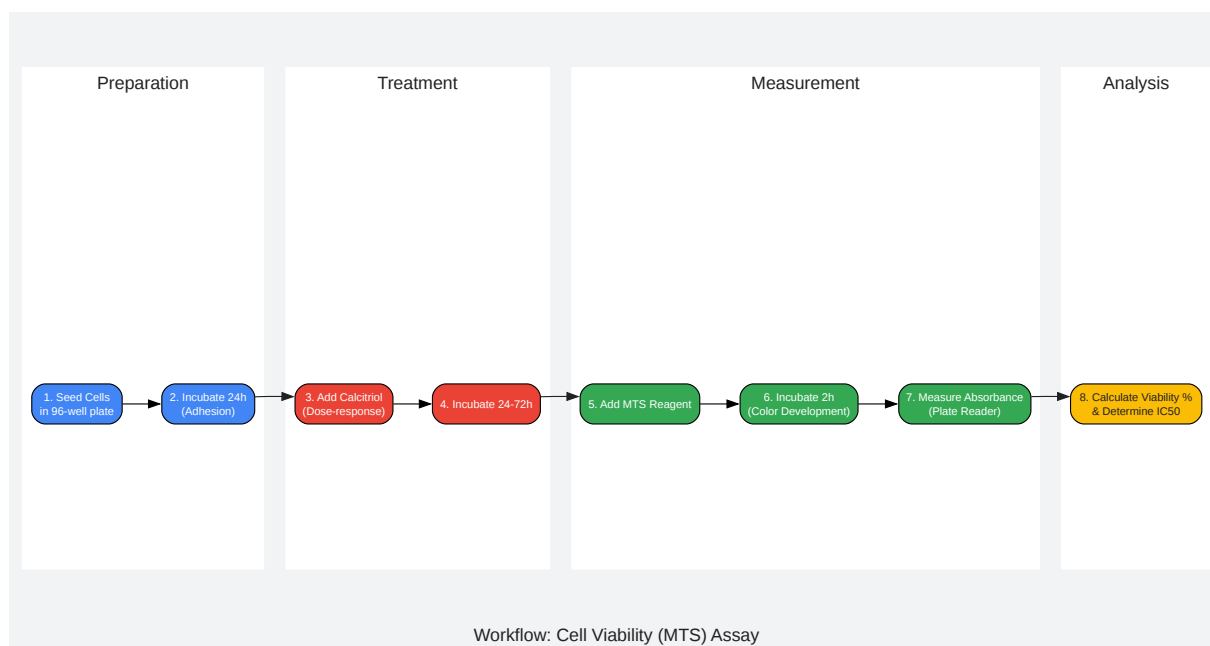 Preparation
Treatment
Measurement
Analysis
1. Seed Cells
in 96-well plate
2. Incubate 24h
(Adhesion)
3. Add Calcitriol
(Dose-response)
4. Incubate 24-72h
5. Add MTS Reagent
6. Incubate 2h
(Color Development)
7. Measure Absorbance
(Plate Reader)
8. Calculate Viability %
& Determine IC50
Workflow: Cell Viability (MTS) Assay